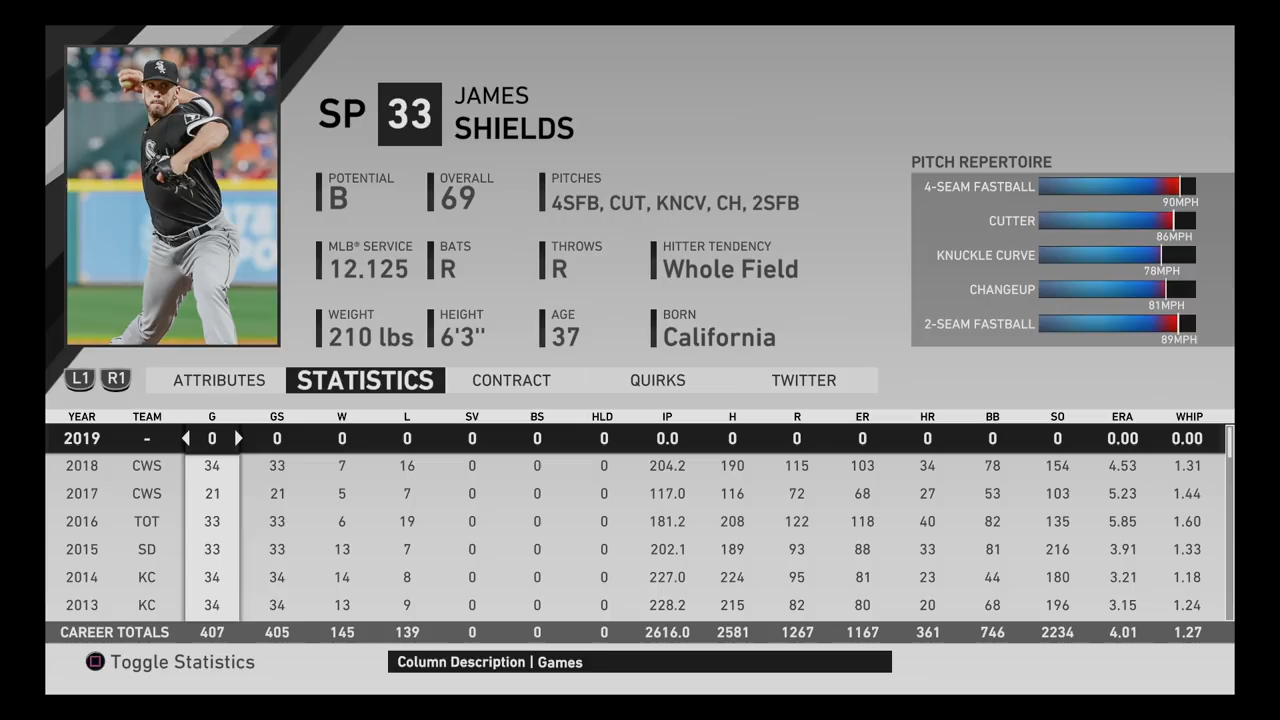 SP 33 JAMES SHIELDS
POTENTIAL B
OVERALL 69
PITCHES 4SFB, CUT, KNCV, CH, 2SFB
MLB® SERVICE 12.125
BATS R
THROWS R
HITTER TENDENCY Whole Field
WEIGHT 210 lbs
HEIGHT 6'3''
AGE 37
BORN California
PITCH REPERTOIRE
4-SEAM FASTBALL 90MPH
CUTTER 86MPH
KNUCKLE CURVE 78MPH
CHANGEUP 81MPH
2-SEAM FASTBALL 89MPH
L1 R1 ATTRIBUTES STATISTICS CONTRACT QUIRKS TWITTER
YEAR TEAM G GS W L SV BS HLD IP H R ER HR BB SO ERA WHIP
2019 - 0 0 0 0 0 0 0 0.0 0 0 0 0 0 0 0.00 0.00
2018 CWS 34 33 7 16 0 0 0 204.2 190 115 103 34 78 154 4.53 1.31
2017 CWS 21 21 5 7 0 0 0 117.0 116 72 68 27 53 103 5.23 1.44
2016 TOT 33 33 6 19 0 0 0 181.2 208 122 118 40 82 135 5.85 1.60
2015 SD 33 33 13 7 0 0 0 202.1 189 93 88 33 81 216 3.91 1.33
2014 KC 34 34 14 8 0 0 0 227.0 224 95 81 23 44 180 3.21 1.18
2013 KC 34 34 13 9 0 0 0 228.2 215 82 80 20 68 196 3.15 1.24
CAREER TOTALS 407 405 145 139 0 0 0 2616.0 2581 1267 1167 361 746 2234 4.01 1.27
Toggle Statistics
Column Description | Games